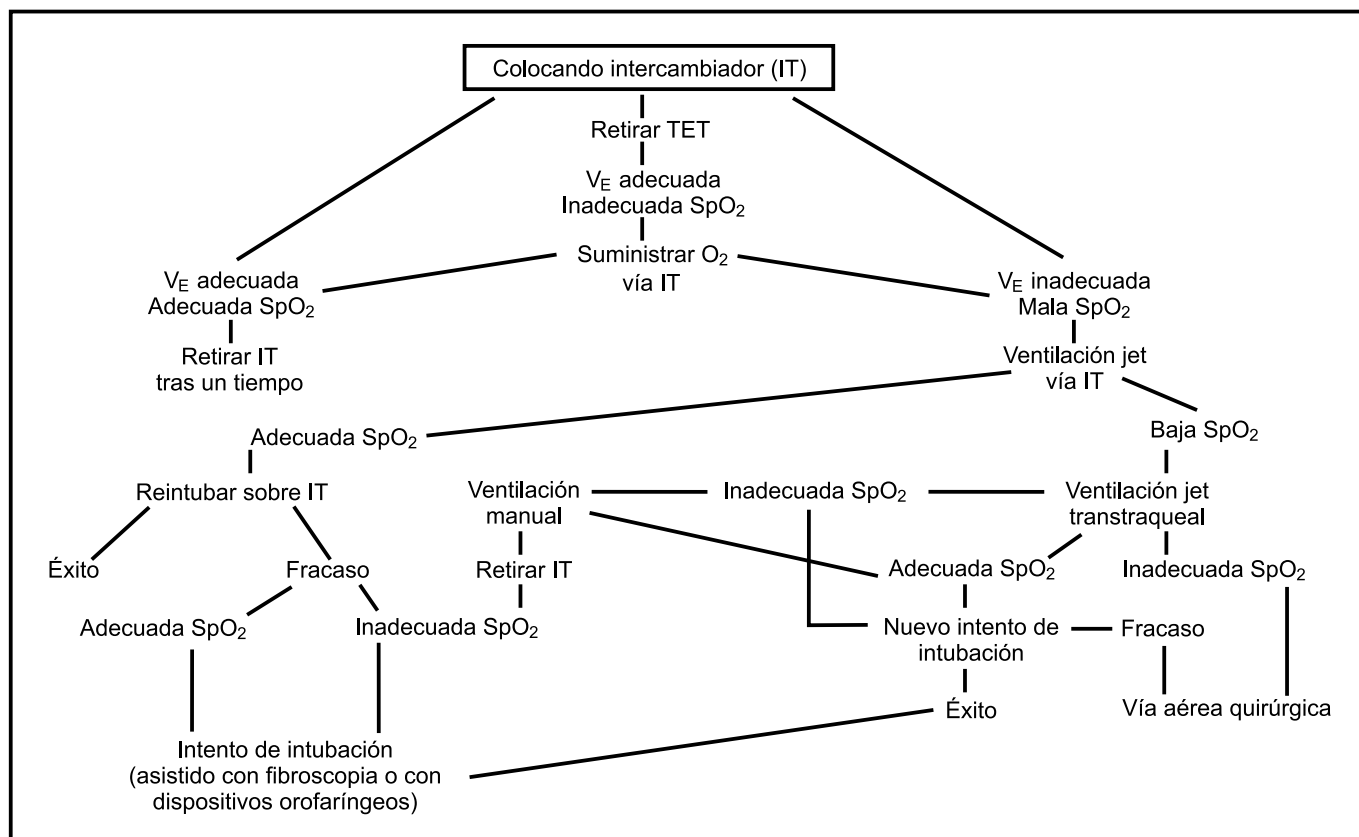 Colocando intercambiador (IT)
Retirar TET
VE adecuada
Inadecuada SpO2
Suministrar O2
vía IT
VE adecuada
Adecuada SpO2
Retirar IT
tras un tiempo
VE inadecuada
Mala SpO2
Ventilación jet
vía IT
Adecuada SpO2
Baja SpO2
Reintubar sobre IT
Ventilación
manual
Inadecuada SpO2
Ventilación jet
transtraqueal
Éxito
Fracaso
Retirar IT
Adecuada SpO2
Inadecuada SpO2
Adecuada SpO2
Inadecuada SpO2
Nuevo intento de
intubación
Fracaso
Éxito
Vía aérea quirúrgica
Intento de intubación
(asistido con fibroscopia o con
dispositivos orofaríngeos)